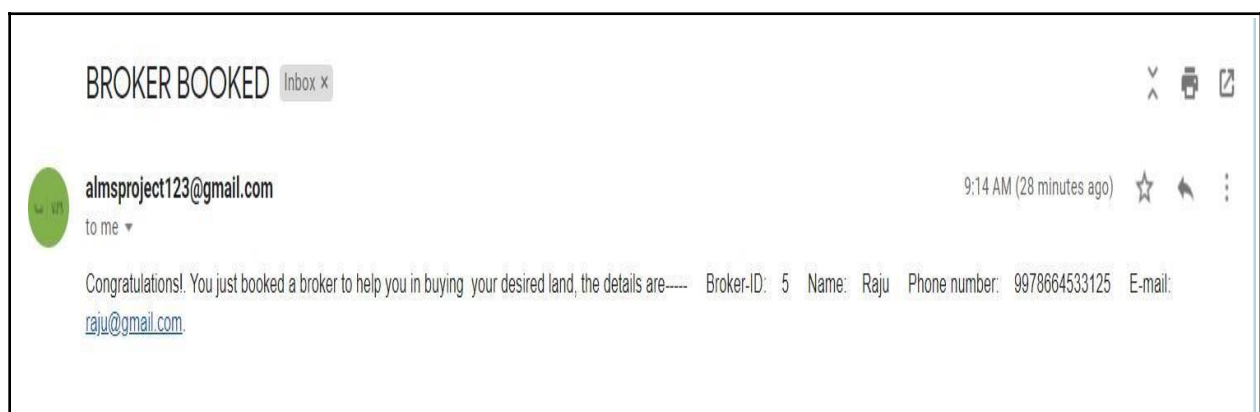 BROKER BOOKED Inbox ×
almsproject123@gmail.com 9:14 AM (28 minutes ago)
to me
Congratulations!. You just booked a broker to help you in buying your desired land, the details are----- Broker-ID: 5 Name: Raju Phone number: 9978664533125 E-mail:
raju@gmail.com.